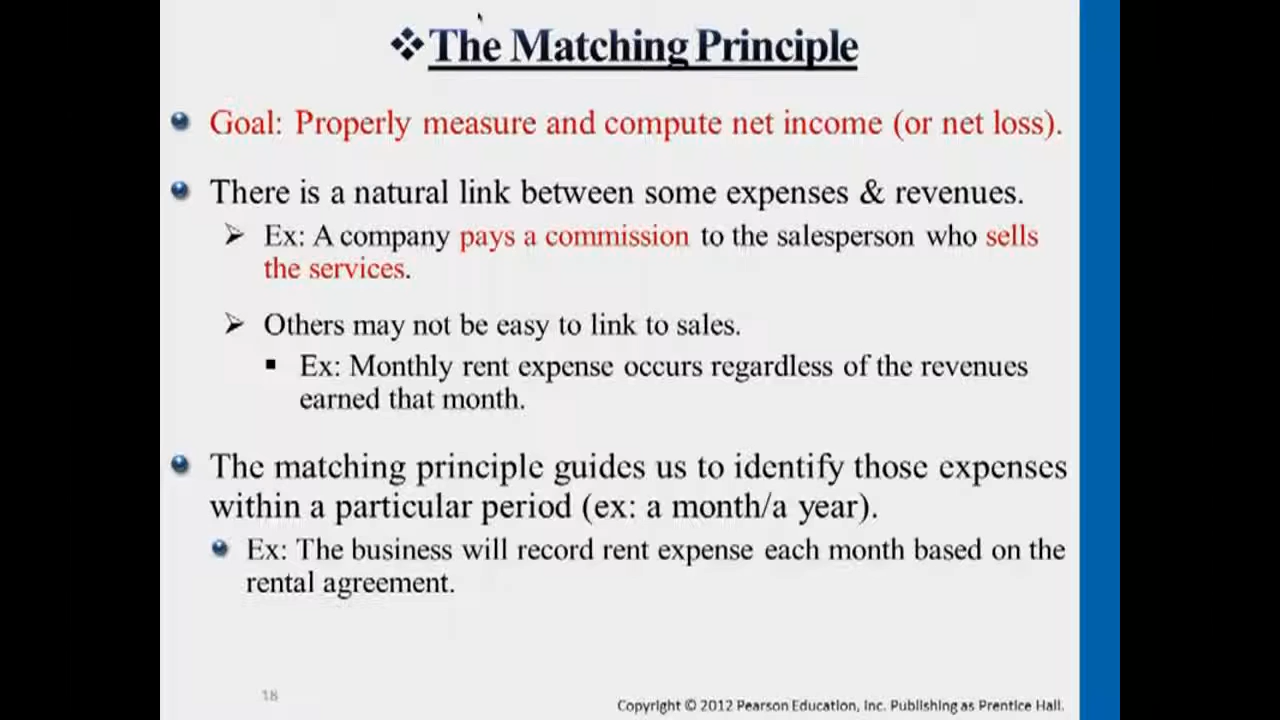 ❖The Matching Principle
Goal: Properly measure and compute net income (or net loss).
There is a natural link between some expenses & revenues.
Ex: A company pays a commission to the salesperson who sells
the services.
Others may not be easy to link to sales.
Ex: Monthly rent expense occurs regardless of the revenues
earned that month.
The matching principle guides us to identify those expenses
within a particular period (ex: a month/a year).
Ex: The business will record rent expense each month based on the
rental agreement.
18
Copyright © 2012 Pearson Education, Inc. Publishing as Prentice Hall.